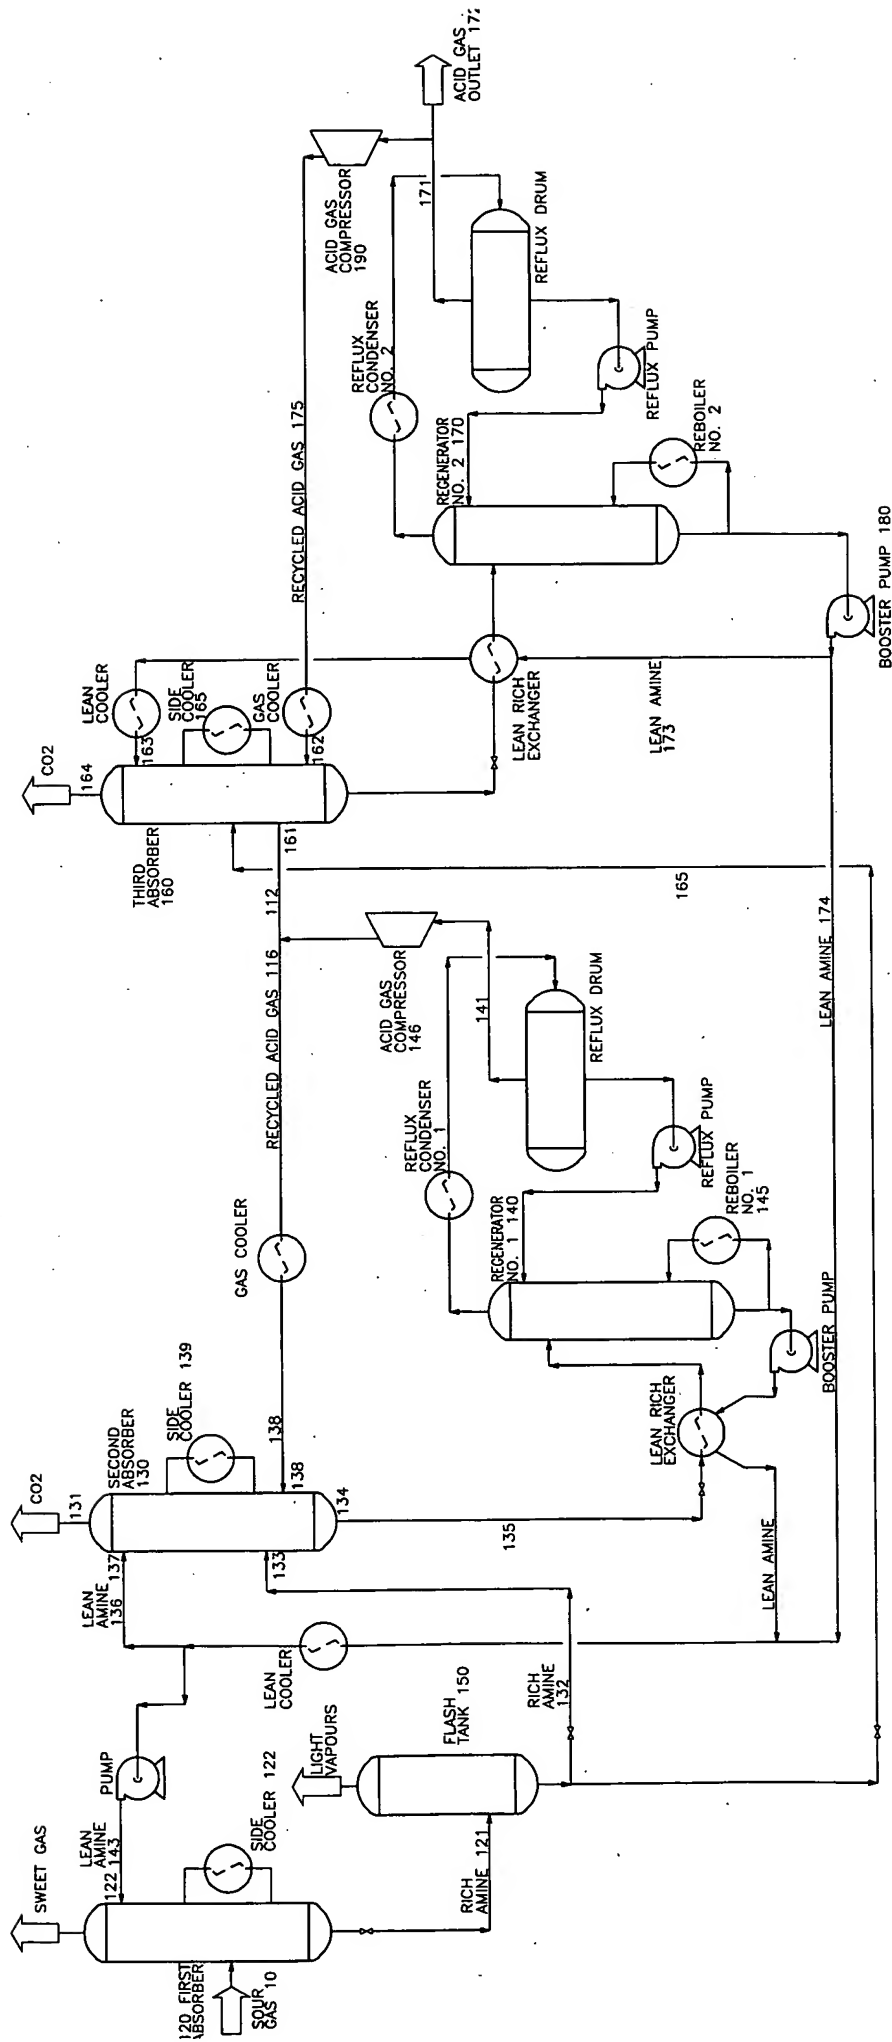 SWEET GAS
LEAN
AMINE
143
122
PUMP
SIDE
COOLER 122
120 FIRST
ABSORBER
SOUR
GAS 10
RICH
AMINE 121
LIGHT
VAPOURS
FLASH
TANK 150
RICH
AMINE
132
LEAN
COOLER
LEAN
AMINE
136
137
CO2
131
SECOND
ABSORBER
130
SIDE
COOLER 139
133
134
138
138
135
LEAN AMINE
LEAN RICH
EXCHANGER
GAS COOLER
RECYCLED ACID GAS 116
112
REGENERATOR
NO. 1 140
REFLUX
CONDENSER
NO. 1
REBOILER
NO. 1
145
BOOSTER PUMP
REFLUX PUMP
REFLUX DRUM
141
ACID GAS
COMPRESSOR
146
LEAN AMINE 174
165
THIRD
ABSORBER
160
161
CO2
164
LEAN
COOLER
163
SIDE
COOLER
165
GAS COOLER
162
RECYCLED ACID GAS 175
LEAN RICH
EXCHANGER
LEAN AMINE
173
REGENERATOR
NO. 2 170
REFLUX
CONDENSER
NO. 2
REBOILER
NO. 2
BOOSTER PUMP 180
REFLUX PUMP
REFLUX DRUM
171
ACID GAS
COMPRESSOR
190
ACID GAS
OUTLET